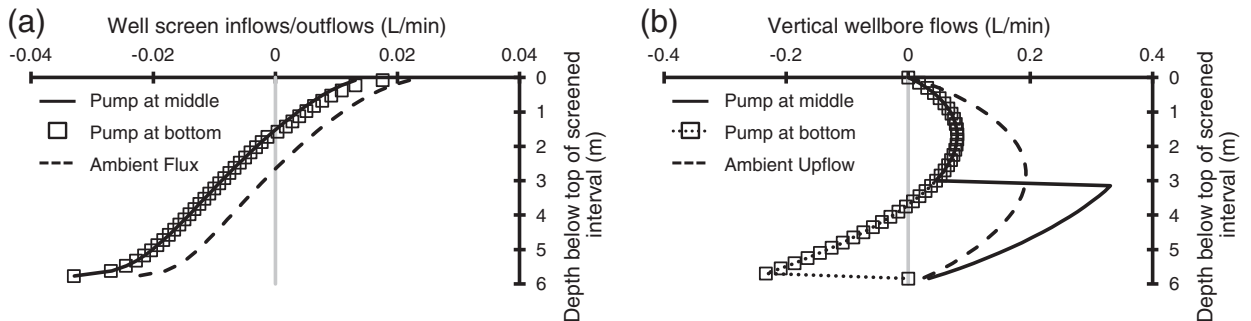 (a)
Well screen inflows/outflows (L/min)
-0.04 -0.02 0 0.02 0.04
Pump at middle
Pump at bottom
Ambient Flux
0
1
2
3
4
5
6
Depth below top of screened
interval (m)
(b)
Vertical wellbore flows (L/min)
-0.4 -0.2 0 0.2 0.4
Pump at middle
Pump at bottom
Ambient Upflow
0
1
2
3
4
5
6
Depth below top of screened
interval (m)